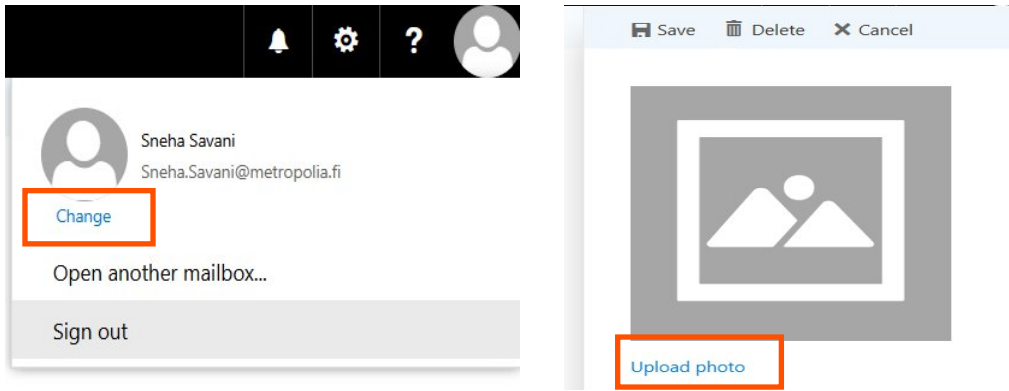 ?
Sneha Savani
Sneha.Savani@metropolia.fi
Change
Open another mailbox...
Sign out
Save Delete Cancel
Upload photo